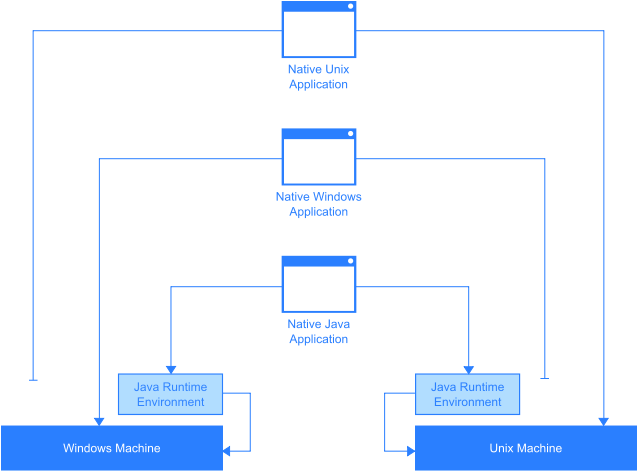 Native Unix
Application
Native Windows
Application
Native Java
Application
Java Runtime
Environment
Java Runtime
Environment
Windows Machine
Unix Machine